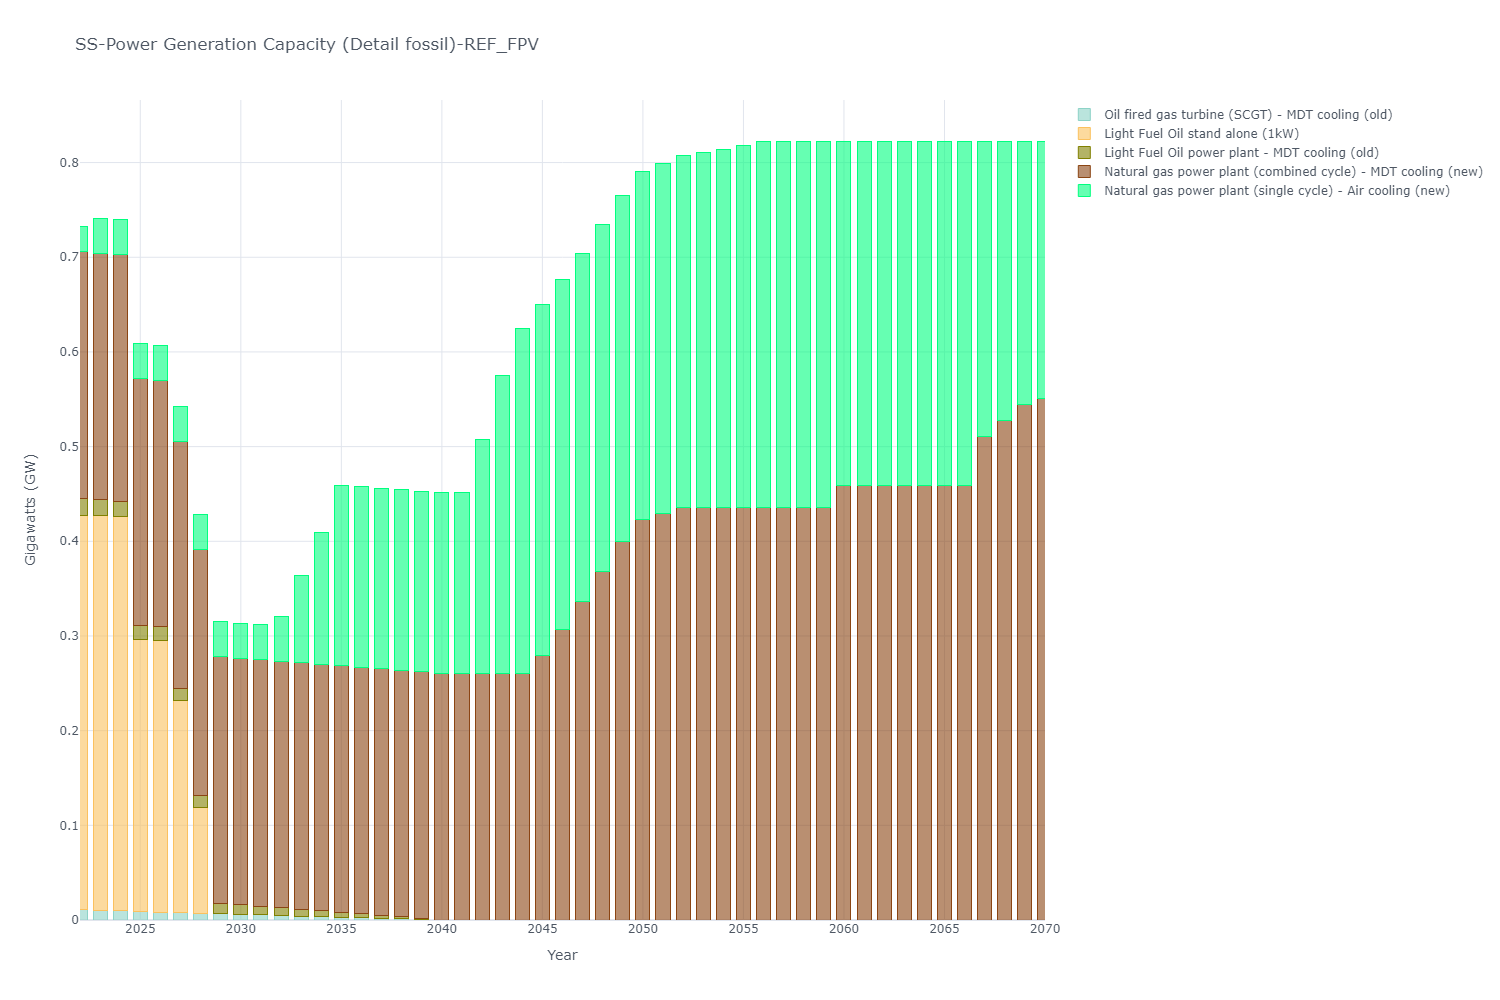 SS-Power Generation Capacity (Detail fossil)-REF_FPV
Oil fired gas turbine (SCGT) - MDT cooling (old)
Light Fuel Oil stand alone (1kW)
Light Fuel Oil power plant - MDT cooling (old)
Natural gas power plant (combined cycle) - MDT cooling (new)
Natural gas power plant (single cycle) - Air cooling (new)
Gigawatts (GW)
0.8
0.7
0.6
0.5
0.4
0.3
0.2
0.1
0
2025 2030 2035 2040 2045 2050 2055 2060 2065 2070
Year